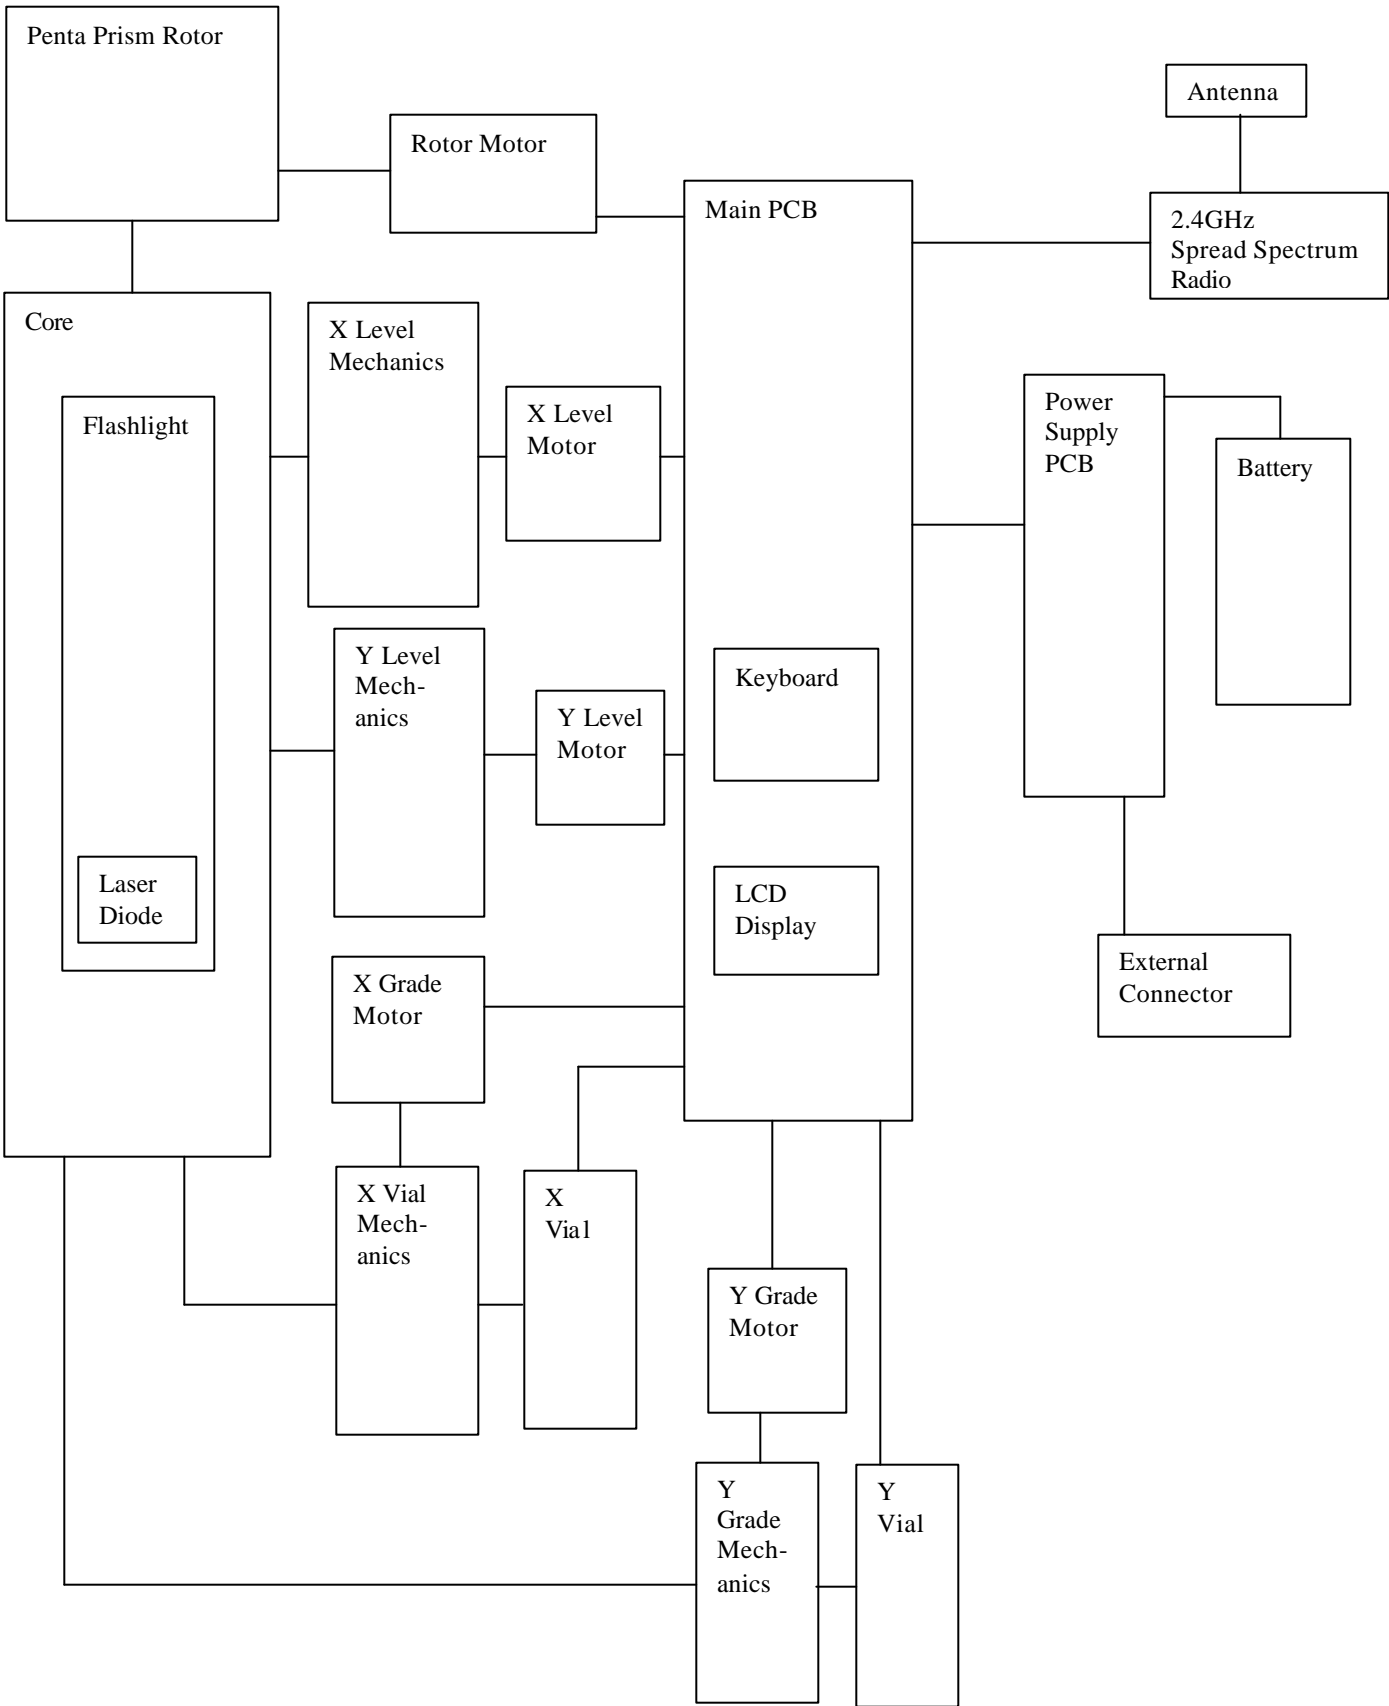 Penta Prism Rotor
Antenna
Rotor Motor
Main PCB
2.4GHz
Spread Spectrum
Radio
Core
X Level
Mechanics
Flashlight
X Level
Motor
Power
Supply
PCB
Battery
Y Level
Mech-
anics
Keyboard
Y Level
Motor
Laser
Diode
LCD
Display
X Grade
Motor
External
Connector
X Vial
Mech-
anics
X
Vial
Y Grade
Motor
Y
Grade
Mech-
anics
Y
Vial